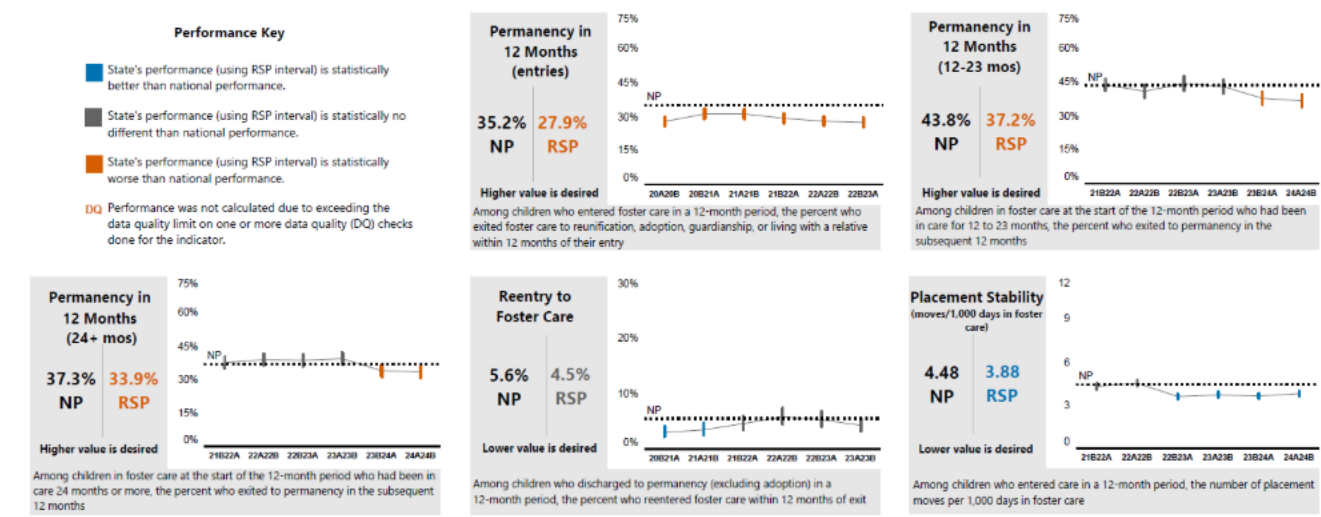 Performance Key
State's performance (using RSP interval) is statistically
better than national performance.
State's performance (using RSP interval) is statistically no
different than national performance.
State's performance (using RSP interval) is statistically
worse than national performance.
DQ Performance was not calculated due to exceeding the
data quality limit on one or more data quality (DQ) checks
done for the indicator.
Permanency in
12 Months
(entries)
35.2% 27.9%
NP RSP
Higher value is desired
75%
60%
45%
NP
30%
15%
0%
20A20B 20B21A 21A21B 21B22A 22A22B 22B23A
Among children who entered foster care in a 12-month period, the percent who
exited foster care to reunification, adoption, guardianship, or living with a relative
within 12 months of their entry
Permanency in
12 Months
(12-23 mos)
43.8% 37.2%
NP RSP
Higher value is desired
75%
60%
45%
NP
30%
15%
0%
21B22A 22A22B 22B23A 23A23B 23B24A 24A24B
Among children in foster care at the start of the 12-month period who had been
in care for 12 to 23 months, the percent who exited to permanency in the
subsequent 12 months
Permanency in
12 Months
(24+ mos)
37.3% 33.9%
NP RSP
Higher value is desired
75%
60%
45%
NP
30%
15%
0%
21B22A 22A22B 22B23A 23A23B 23B24A 24A24B
Among children in foster care at the start of the 12-month period who had been in
care 24 months or more, the percent who exited to permanency in the subsequent
12 months
Reentry to
Foster Care
5.6% 4.5%
NP RSP
Lower value is desired
30%
20%
10%
NP
0%
20B21A 21A21B 21B22A 22A22B 22B23A 23A23B
Among children who discharged to permanency (excluding adoption) in a
12-month period, the percent who reentered foster care within 12 months of exit
Placement Stability
(moves/1,000 days in foster
care)
4.48 3.88
NP RSP
Lower value is desired
12
9
6
NP
3
0
21B22A 22A22B 22B23A 23A23B 23B24A 24A24B
Among children who entered care in a 12-month period, the number of placement
moves per 1,000 days in foster care